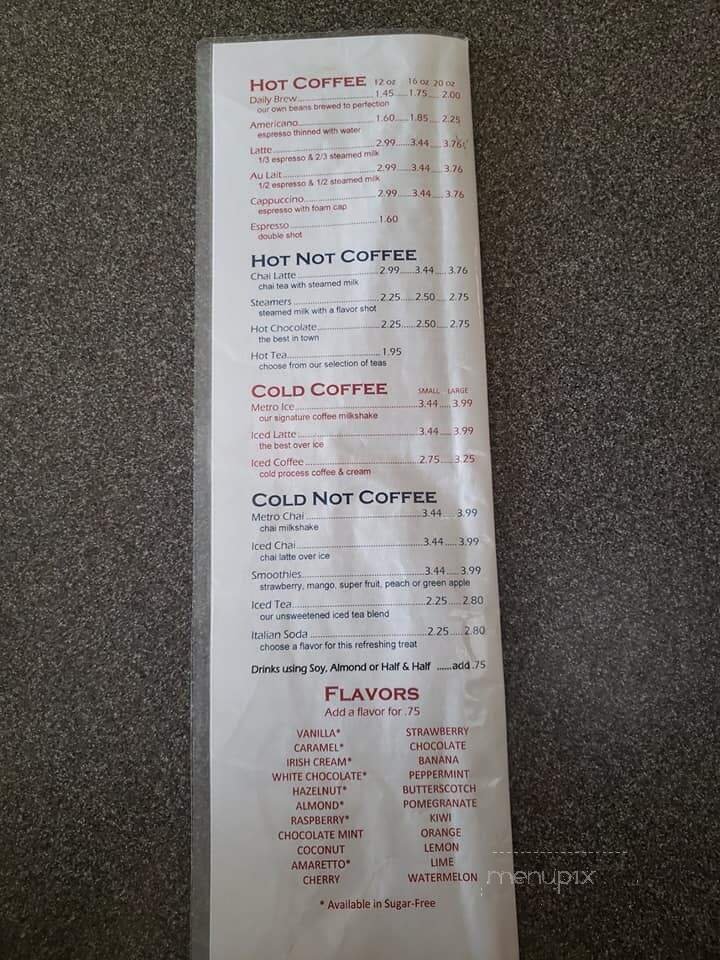 HOT COFFEE 12 oz 16 oz 20 oz
Daily Brew 1.45 1.75 2.00
our own beans brewed to perfection
Americano 1.60 1.85 2.25
espresso thinned with water
Latte 2.99 3.44 3.76
1/3 espresso & 2/3 steamed milk
Au Lait 2.99 3.44 3.76
1/2 espresso & 1/2 steamed milk
Cappuccino 2.99 3.44 3.76
espresso with foam cap
Espresso 1.60
double shot
HOT NOT COFFEE
Chai Latte 2.99 3.44 3.76
chai tea with steamed milk
Steamers 2.25 2.50 2.75
steamed milk with a flavor shot
Hot Chocolate 2.25 2.50 2.75
the best in town
Hot Tea 1.95
choose from our selection of teas
COLD COFFEE SMALL LARGE
Metro Ice 3.44 3.99
our signature coffee milkshake
Iced Latte 3.44 3.99
the best over ice
Iced Coffee 2.75 3.25
cold process coffee & cream
COLD NOT COFFEE
Metro Chai 3.44 3.99
chai milkshake
Iced Chai 3.44 3.99
chai latte over ice
Smoothies 3.44 3.99
strawberry, mango, super fruit, peach or green apple
Iced Tea 2.25 2.80
our unsweetened iced tea blend
Italian Soda 2.25 2.80
choose a flavor for this refreshing treat
Drinks using Soy, Almond or Half & Half ......add .75
FLAVORS
Add a flavor for .75
VANILLA* STRAWBERRY
CARAMEL* CHOCOLATE
IRISH CREAM* BANANA
WHITE CHOCOLATE* PEPPERMINT
HAZELNUT* BUTTERSCOTCH
ALMOND* POMEGRANATE
RASPBERRY* KIWI
CHOCOLATE MINT ORANGE
COCONUT LEMON
AMARETTO* LIME
CHERRY WATERMELON
menupix
* Available in Sugar-Free